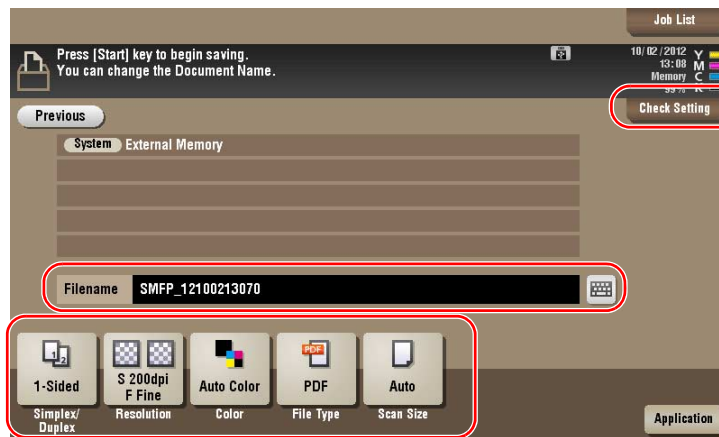 Job List
Press [Start] key to begin saving.
You can change the Document Name.
10/02/2012
13:08
Memory
99%
Y
M
C
K
Check Setting
Previous
System External Memory
Filename SMFP_12100213070
1-Sided
S 200dpi
F Fine
Auto Color
PDF
PDF
Auto
Simplex/
Duplex
Resolution
Color
File Type
Scan Size
Application